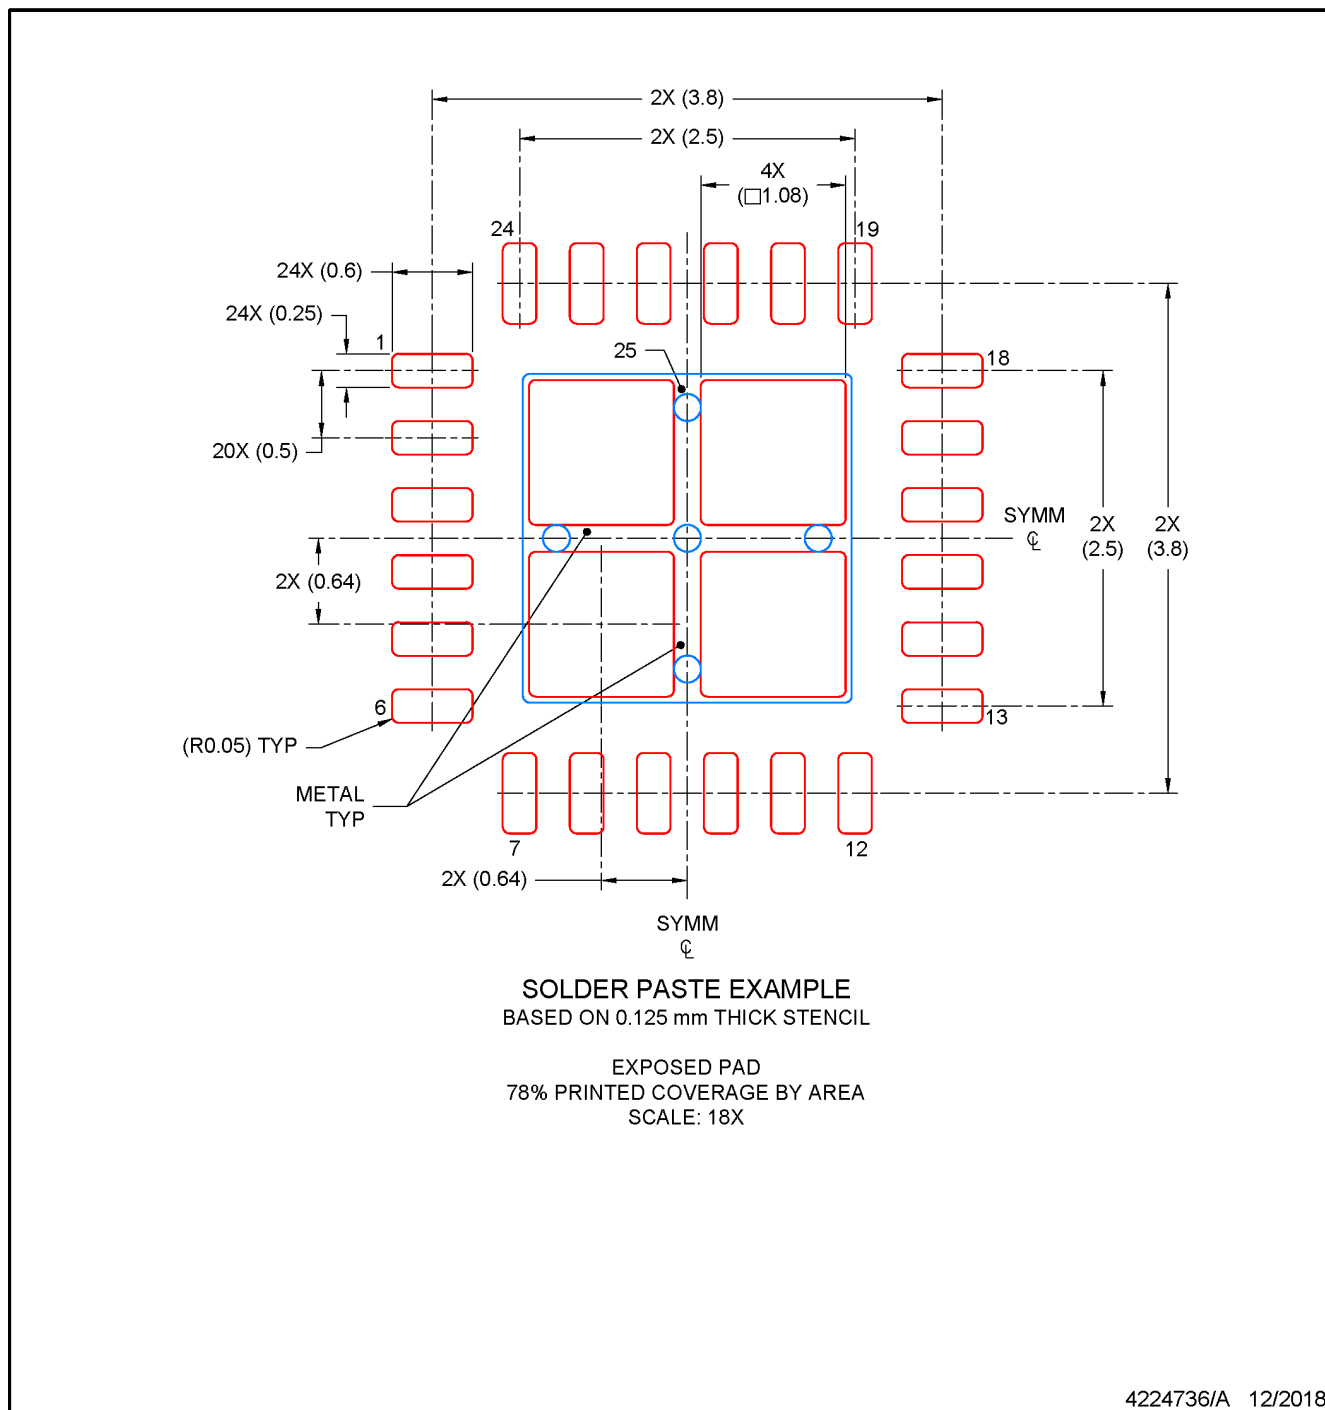 2X (3.8)
2X (2.5)
4X
(□1.08)
24
19
24X (0.6)
24X (0.25)
1
25
18
20X (0.5)
SYMM
℄
2X
(2.5)
2X
(3.8)
2X (0.64)
6
13
(R0.05) TYP
METAL
TYP
7
12
2X (0.64)
SYMM
℄
SOLDER PASTE EXAMPLE
BASED ON 0.125 mm THICK STENCIL
EXPOSED PAD
78% PRINTED COVERAGE BY AREA
SCALE: 18X
4224736/A 12/2018